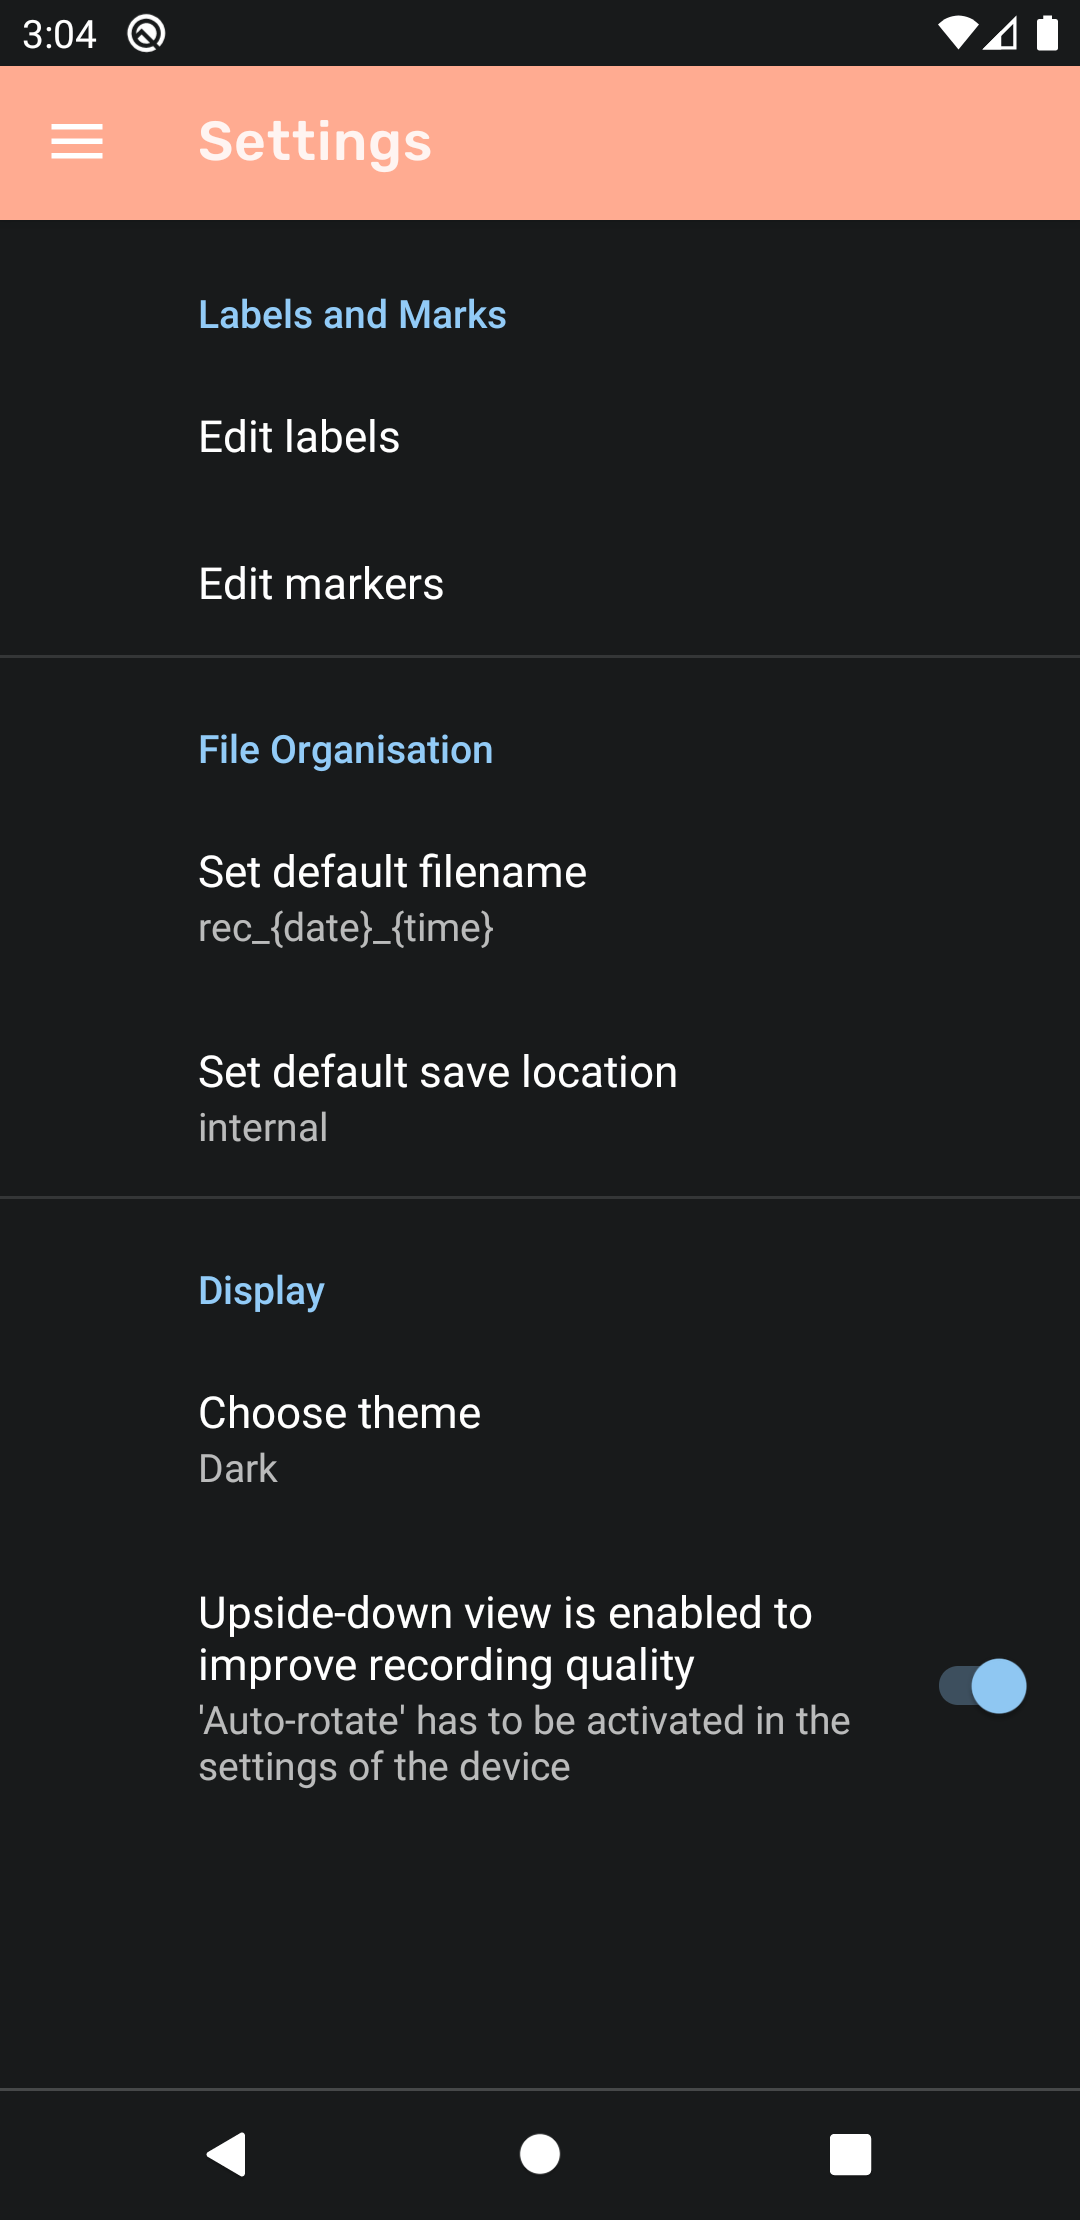 3:04
Settings
Labels and Marks
Edit labels
Edit markers
File Organisation
Set default filename
rec_{date}_{time}
Set default save location
internal
Display
Choose theme
Dark
Upside-down view is enabled to
improve recording quality
'Auto-rotate' has to be activated in the
settings of the device